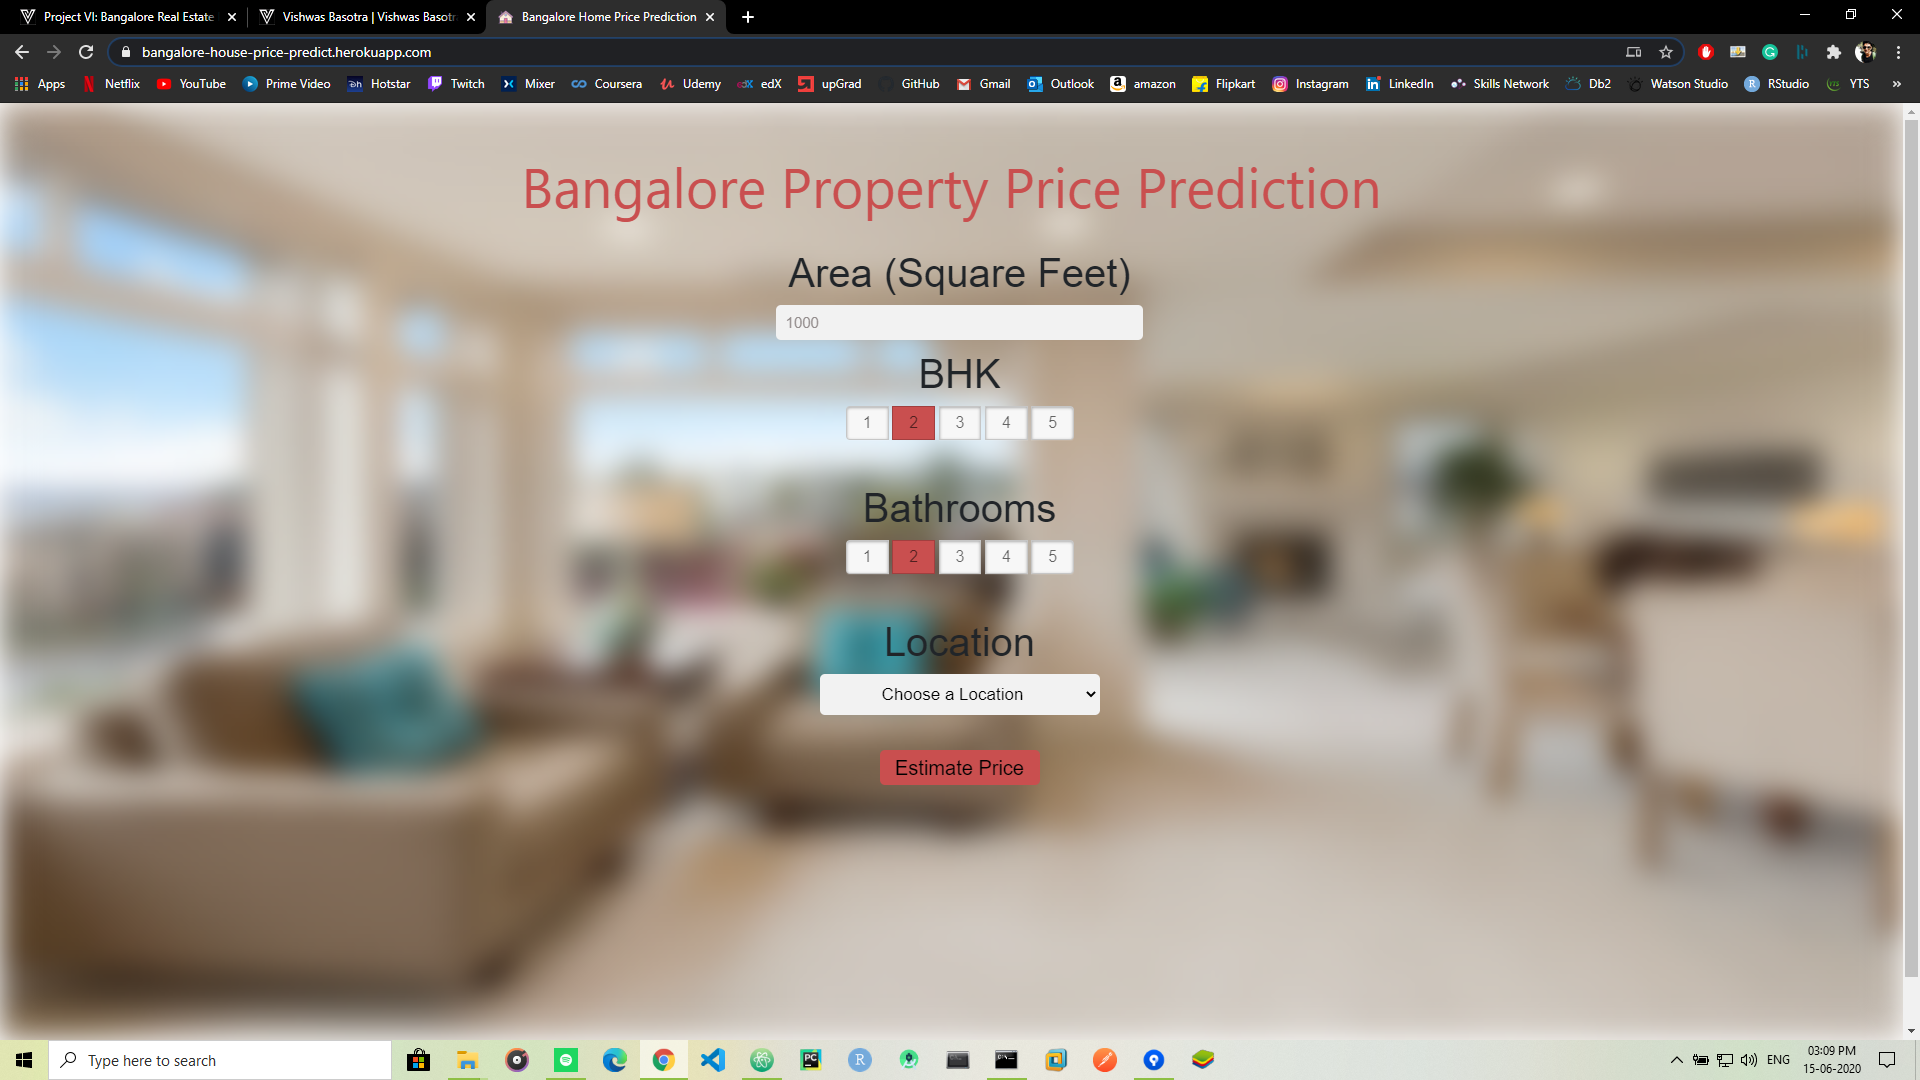 Project VI: Bangalore Real Estate
Vishwas Basotra | Vishwas Basotr
Bangalore Home Price Prediction
bangalore-house-price-predict.herokuapp.com
Apps Netflix YouTube Prime Video Hotstar Twitch Mixer Coursera Udemy edX upGrad GitHub Gmail Outlook amazon Flipkart Instagram LinkedIn Skills Network Db2 Watson Studio RStudio YTS »
Bangalore Property Price Prediction
Area (Square Feet)
1000
BHK
1 2 3 4 5
Bathrooms
1 2 3 4 5
Location
Choose a Location
Estimate Price
Type here to search
ENG
03:09 PM
15-06-2020